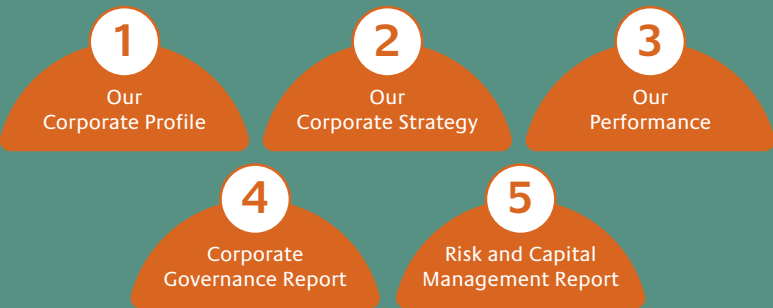 1
Our
Corporate Profile
2
Our
Corporate Strategy
3
Our
Performance
4
Corporate
Governance Report
5
Risk and Capital
Management Report